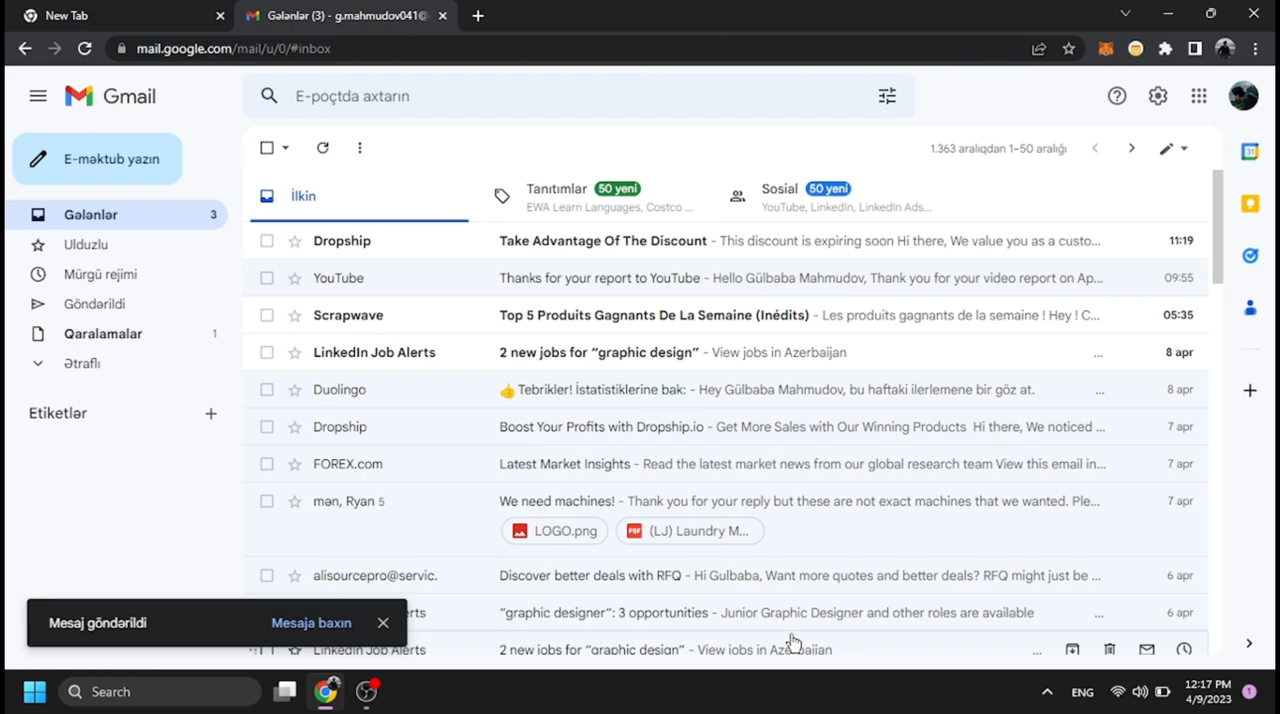 New Tab
Gələnlər (3) - g.mahmudov041@
mail.google.com/mail/u/0/#inbox
Gmail
E-poçtda axtarın
E-məktub yazın
1.363 aralıqdan 1–50 aralığı
Gələnlər 3
Ulduzlu
Mürgü rejimi
Göndərildi
Qaralamalar 1
Ətraflı
Etiketlər
İlkin
Tanıtımlar 50 yeni
EWA Learn Languages, Costco ...
Sosial 50 yeni
YouTube, LinkedIn, LinkedIn Ads...
Dropship Take Advantage Of The Discount - This discount is expiring soon Hi there, We value you as a custo... 11:19
YouTube Thanks for your report to YouTube - Hello Gülbaba Mahmudov, Thank you for your video report on Ap... 09:55
Scrapwave Top 5 Produits Gagnants De La Semaine (Inédits) - Les produits gagnants de la semaine ! Hey ! C... 05:35
LinkedIn Job Alerts 2 new jobs for “graphic design” - View jobs in Azerbaijan ... 8 apr
Duolingo 👍 Tebrikler! İstatistiklerine bak: - Hey Gülbaba Mahmudov, bu haftaki ilerlemene bir göz at. ... 8 apr
Dropship Boost Your Profits with Dropship.io - Get More Sales with Our Winning Products Hi there, We noticed ... 7 apr
FOREX.com Latest Market Insights - Read the latest market news from our global research team View this email in... 7 apr
mən, Ryan 5 We need machines! - Thank you for your reply but these are not exact machines that we wanted. Ple... 7 apr
LOGO.png PDF (LJ) Laundry M...
alisourcepro@servic. Discover better deals with RFQ - Hi Gulbaba, Want more quotes and better deals? RFQ might just be ... 6 apr
erts “graphic designer”: 3 opportunities - Junior Graphic Designer and other roles are available ... 6 apr
LinkedIn Job Alerts 2 new jobs for “graphic design” - View jobs in Azerbaijan ...
Mesaj göndərildi Mesaja baxın
31
Search
ENG
12:17 PM
4/9/2023
1